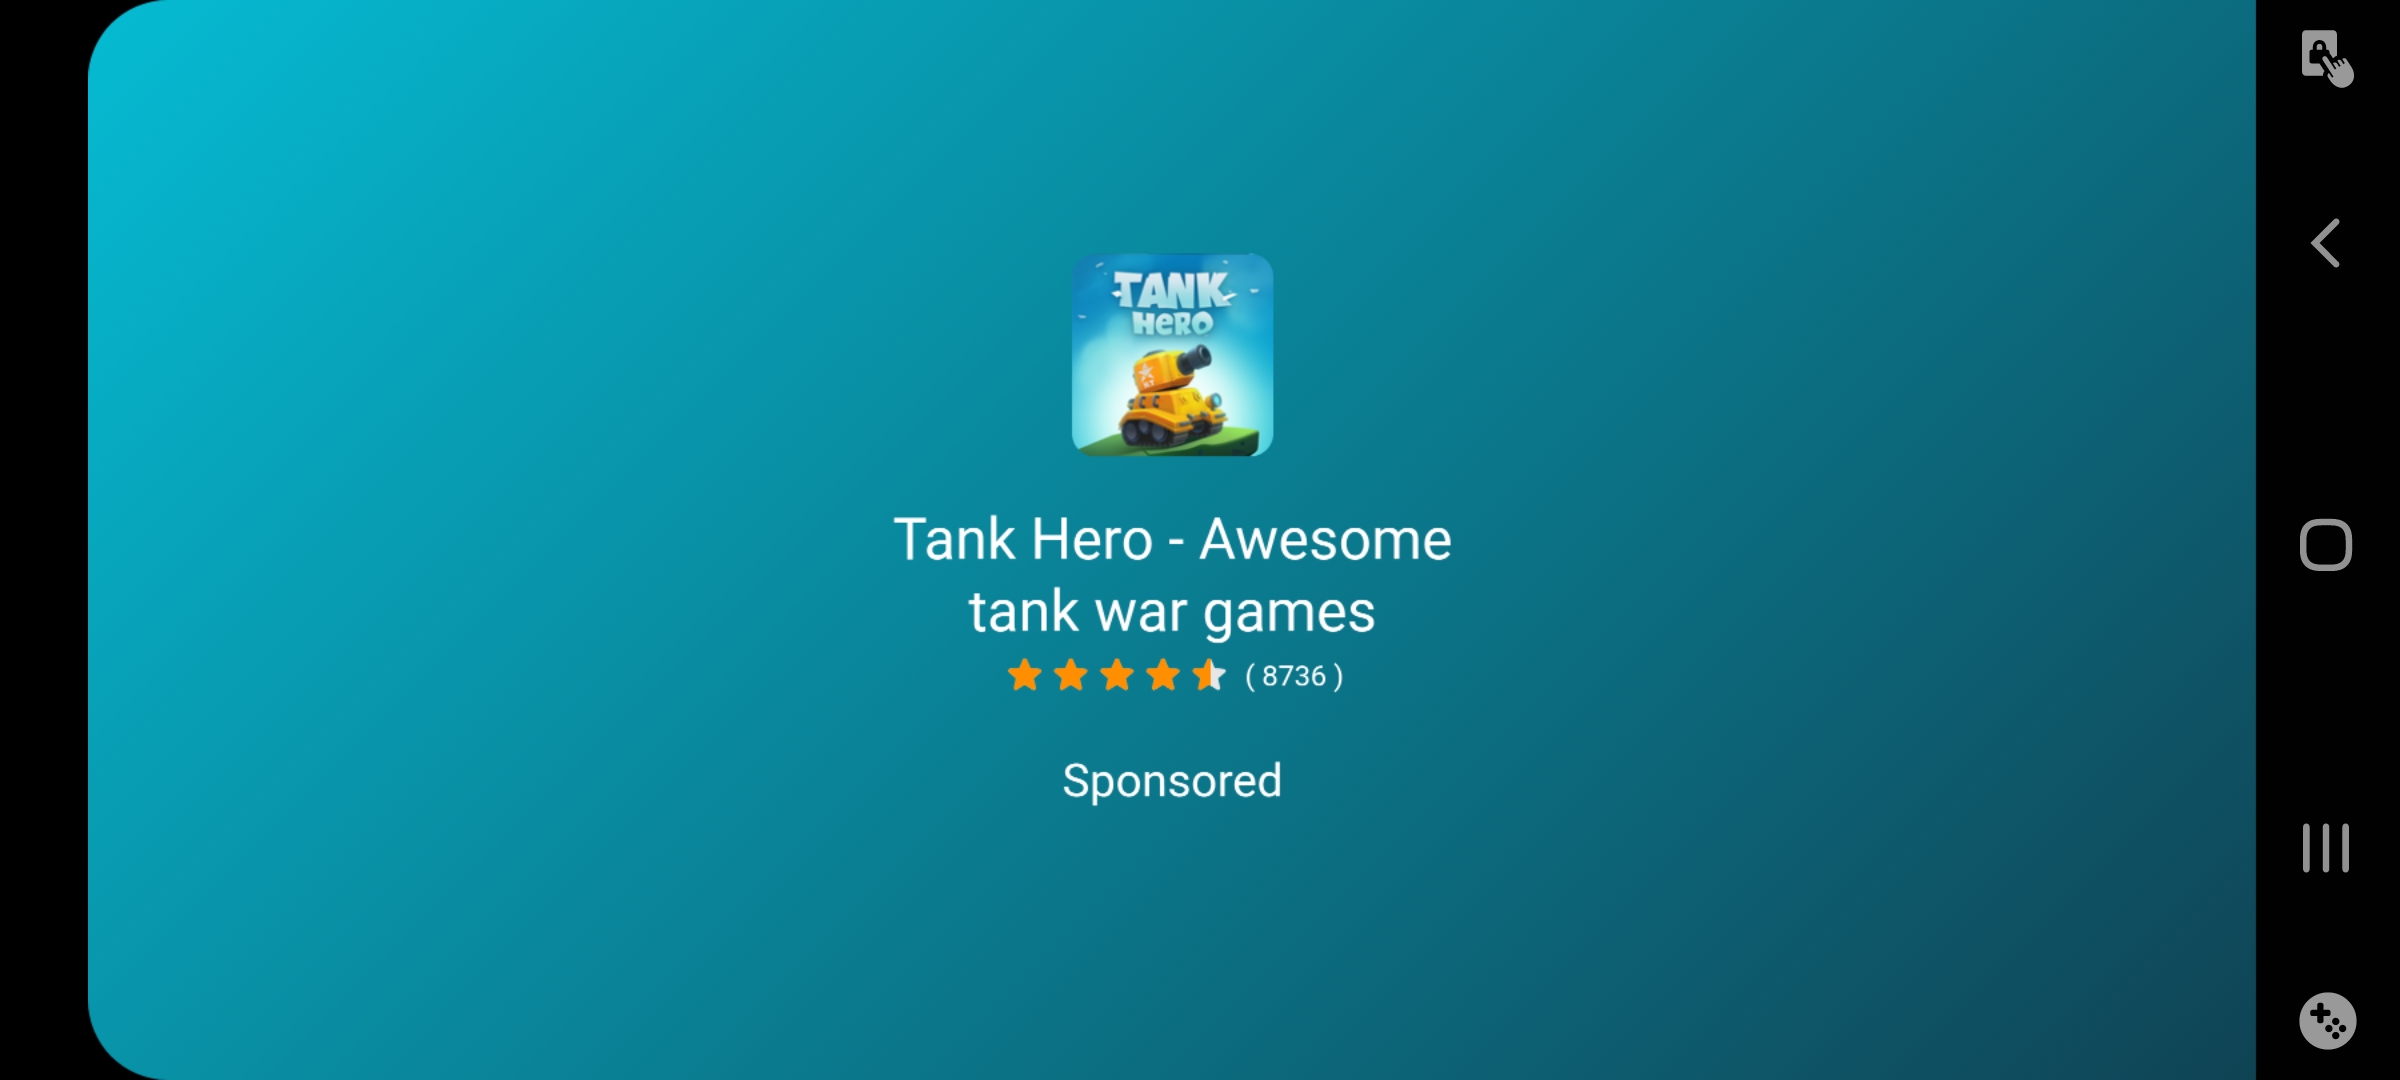 TANK
HERO
Tank Hero - Awesome
tank war games
( 8736 )
Sponsored